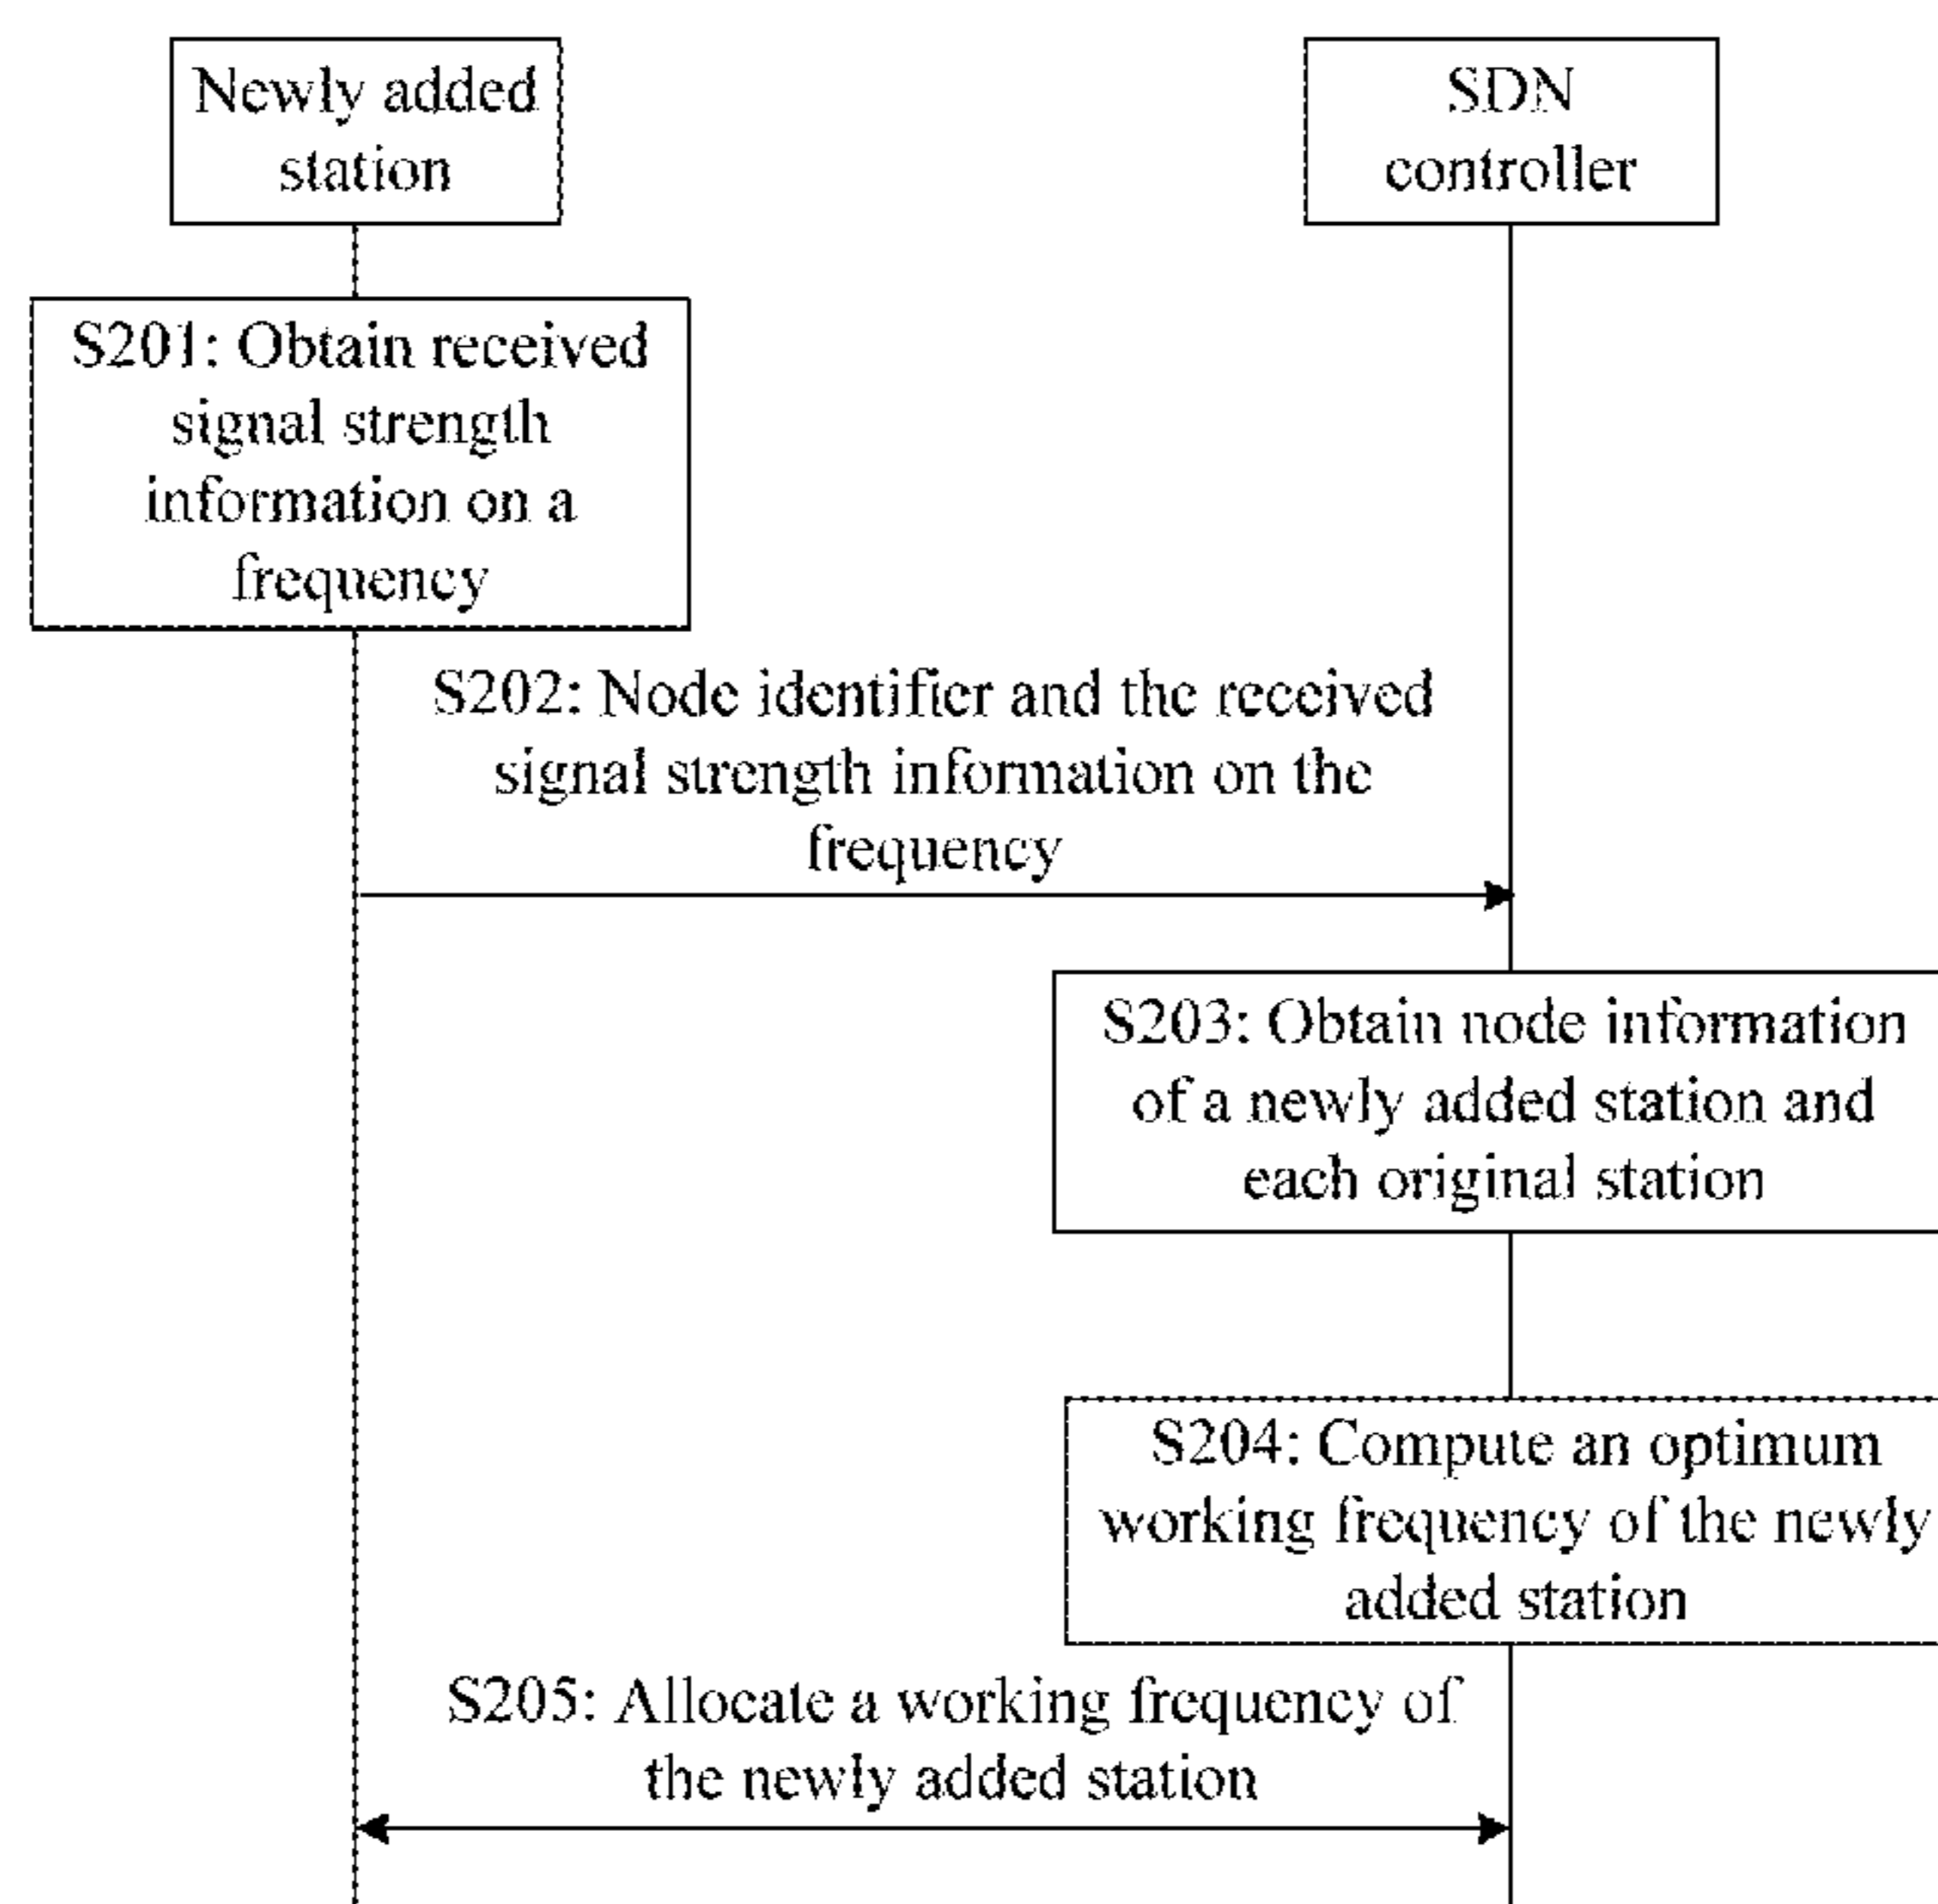 Newly added
station
SDN
controller
S201: Obtain received
signal strength
information on a
frequency
S202: Node identifier and the received
signal strength information on the
frequency
S203: Obtain node information
of a newly added station and
each original station
S204: Compute an optimum
working frequency of the newly
added station
S205: Allocate a working frequency of
the newly added station